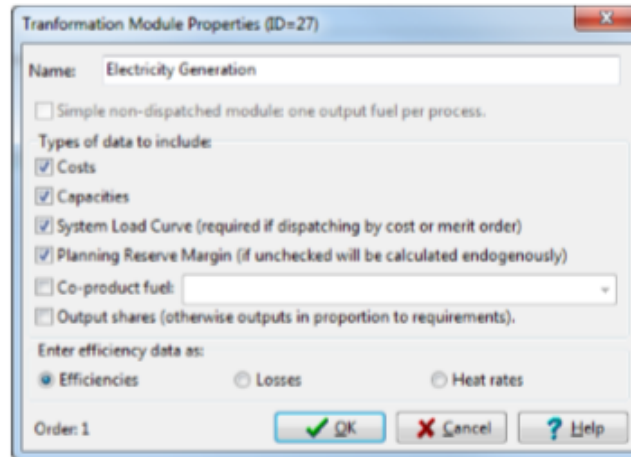 Tranformation Module Properties (ID=27)
Name: Electricity Generation
Simple non-dispatched module: one output fuel per process.
Types of data to include:
Costs
Capacities
System Load Curve (required if dispatching by cost or merit order)
Planning Reserve Margin (if unchecked will be calculated endogenously)
Co-product fuel:
Output shares (otherwise outputs in proportion to requirements).
Enter efficiency data as:
Efficiencies Losses Heat rates
Order: 1 OK Cancel Help